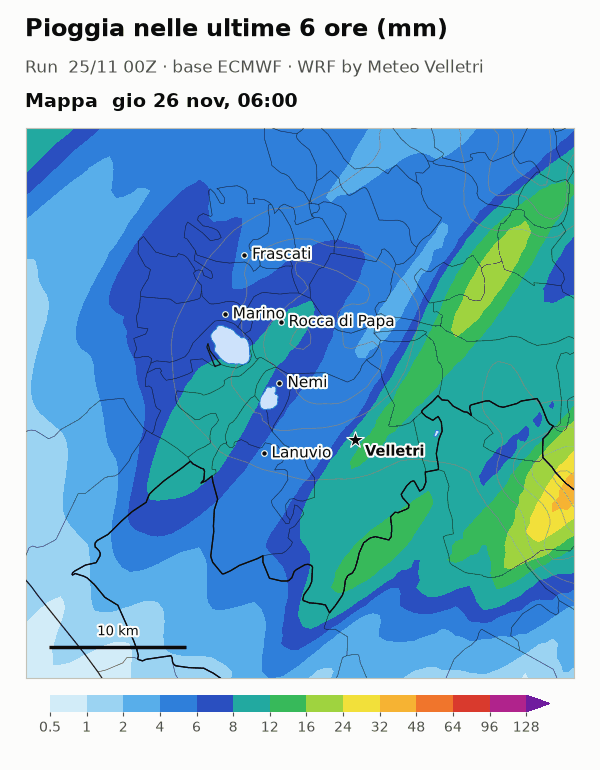 Pioggia nelle ultime 6 ore (mm)
Run  25/11 00Z · base ECMWF · WRF by Meteo Velletri
Mappa  gio 26 nov, 06:00
Frascati
Marino
Rocca di Papa
Nemi
Velletri
Lanuvio
10 km
0.5 1 2 4 6 8 12 16 24 32 48 64 96 128